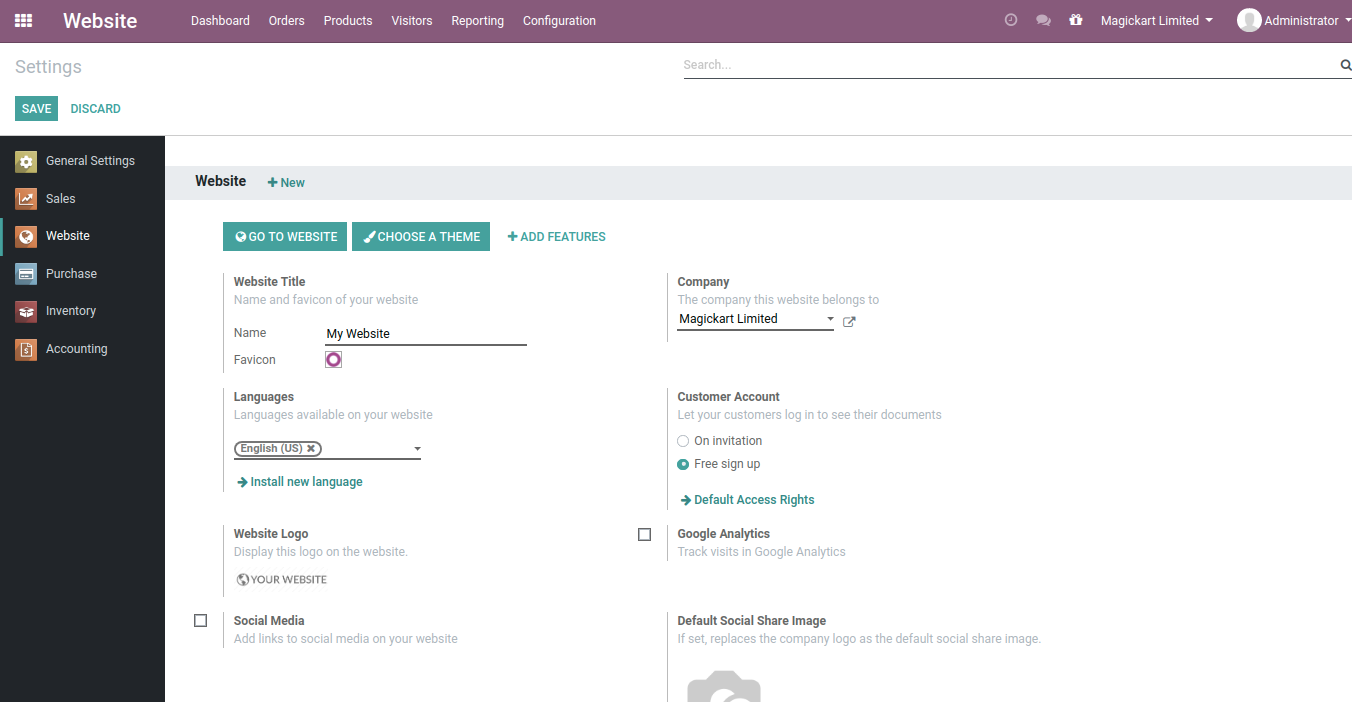 Website Dashboard Orders Products Visitors Reporting Configuration Magickart Limited Administrator
Settings
Search...
SAVE DISCARD
General Settings
Sales
Website
Purchase
Inventory
Accounting
Website + New
GO TO WEBSITE CHOOSE A THEME + ADD FEATURES
Website Title
Name and favicon of your website
Name My Website
Favicon
Company
The company this website belongs to
Magickart Limited
Languages
Languages available on your website
English (US) ✖
Install new language
Customer Account
Let your customers log in to see their documents
On invitation
Free sign up
Default Access Rights
Website Logo
Display this logo on the website.
YOUR WEBSITE
Google Analytics
Track visits in Google Analytics
Social Media
Add links to social media on your website
Default Social Share Image
If set, replaces the company logo as the default social share image.